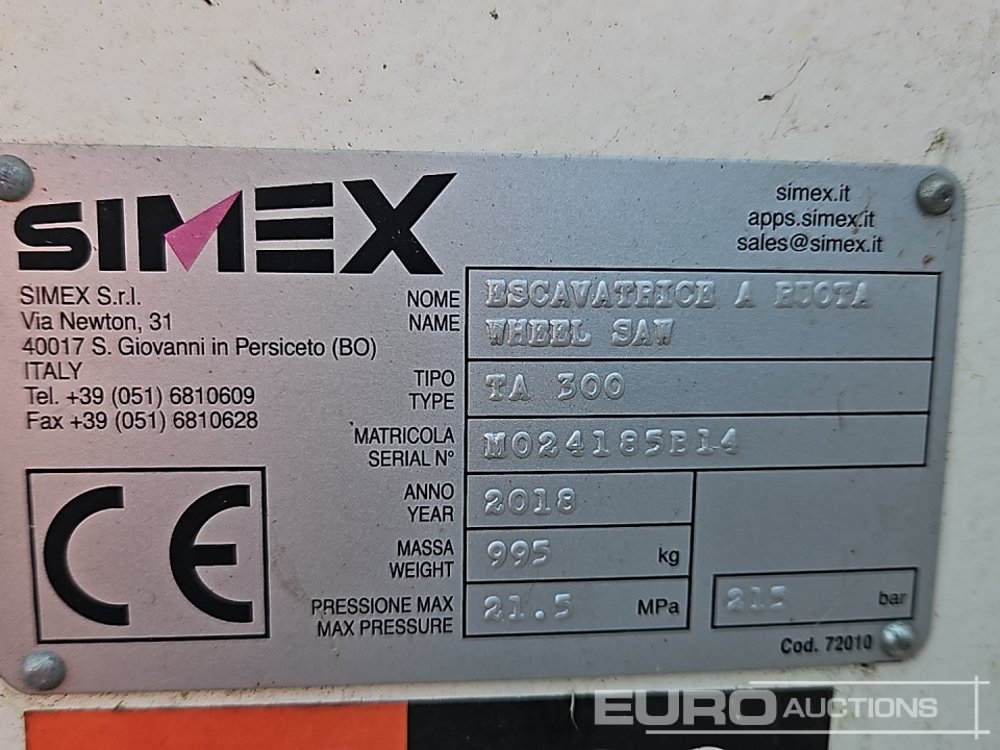 SIMEX
simex.it
apps.simex.it
sales@simex.it
SIMEX S.r.l.
Via Newton, 31
40017 S. Giovanni in Persiceto (BO)
ITALY
Tel. +39 (051) 6810609
Fax +39 (051) 6810628
NOME
NAME
ESCAVATRICE A RUOTA
WHEEL SAW
TIPO
TYPE
TA 300
MATRICOLA
SERIAL N°
M024185B14
ANNO
YEAR
2018
MASSA
WEIGHT
995 kg
PRESSIONE MAX
MAX PRESSURE
21.5 MPa
215 bar
CE
Cod. 72010
EURO AUCTIONS